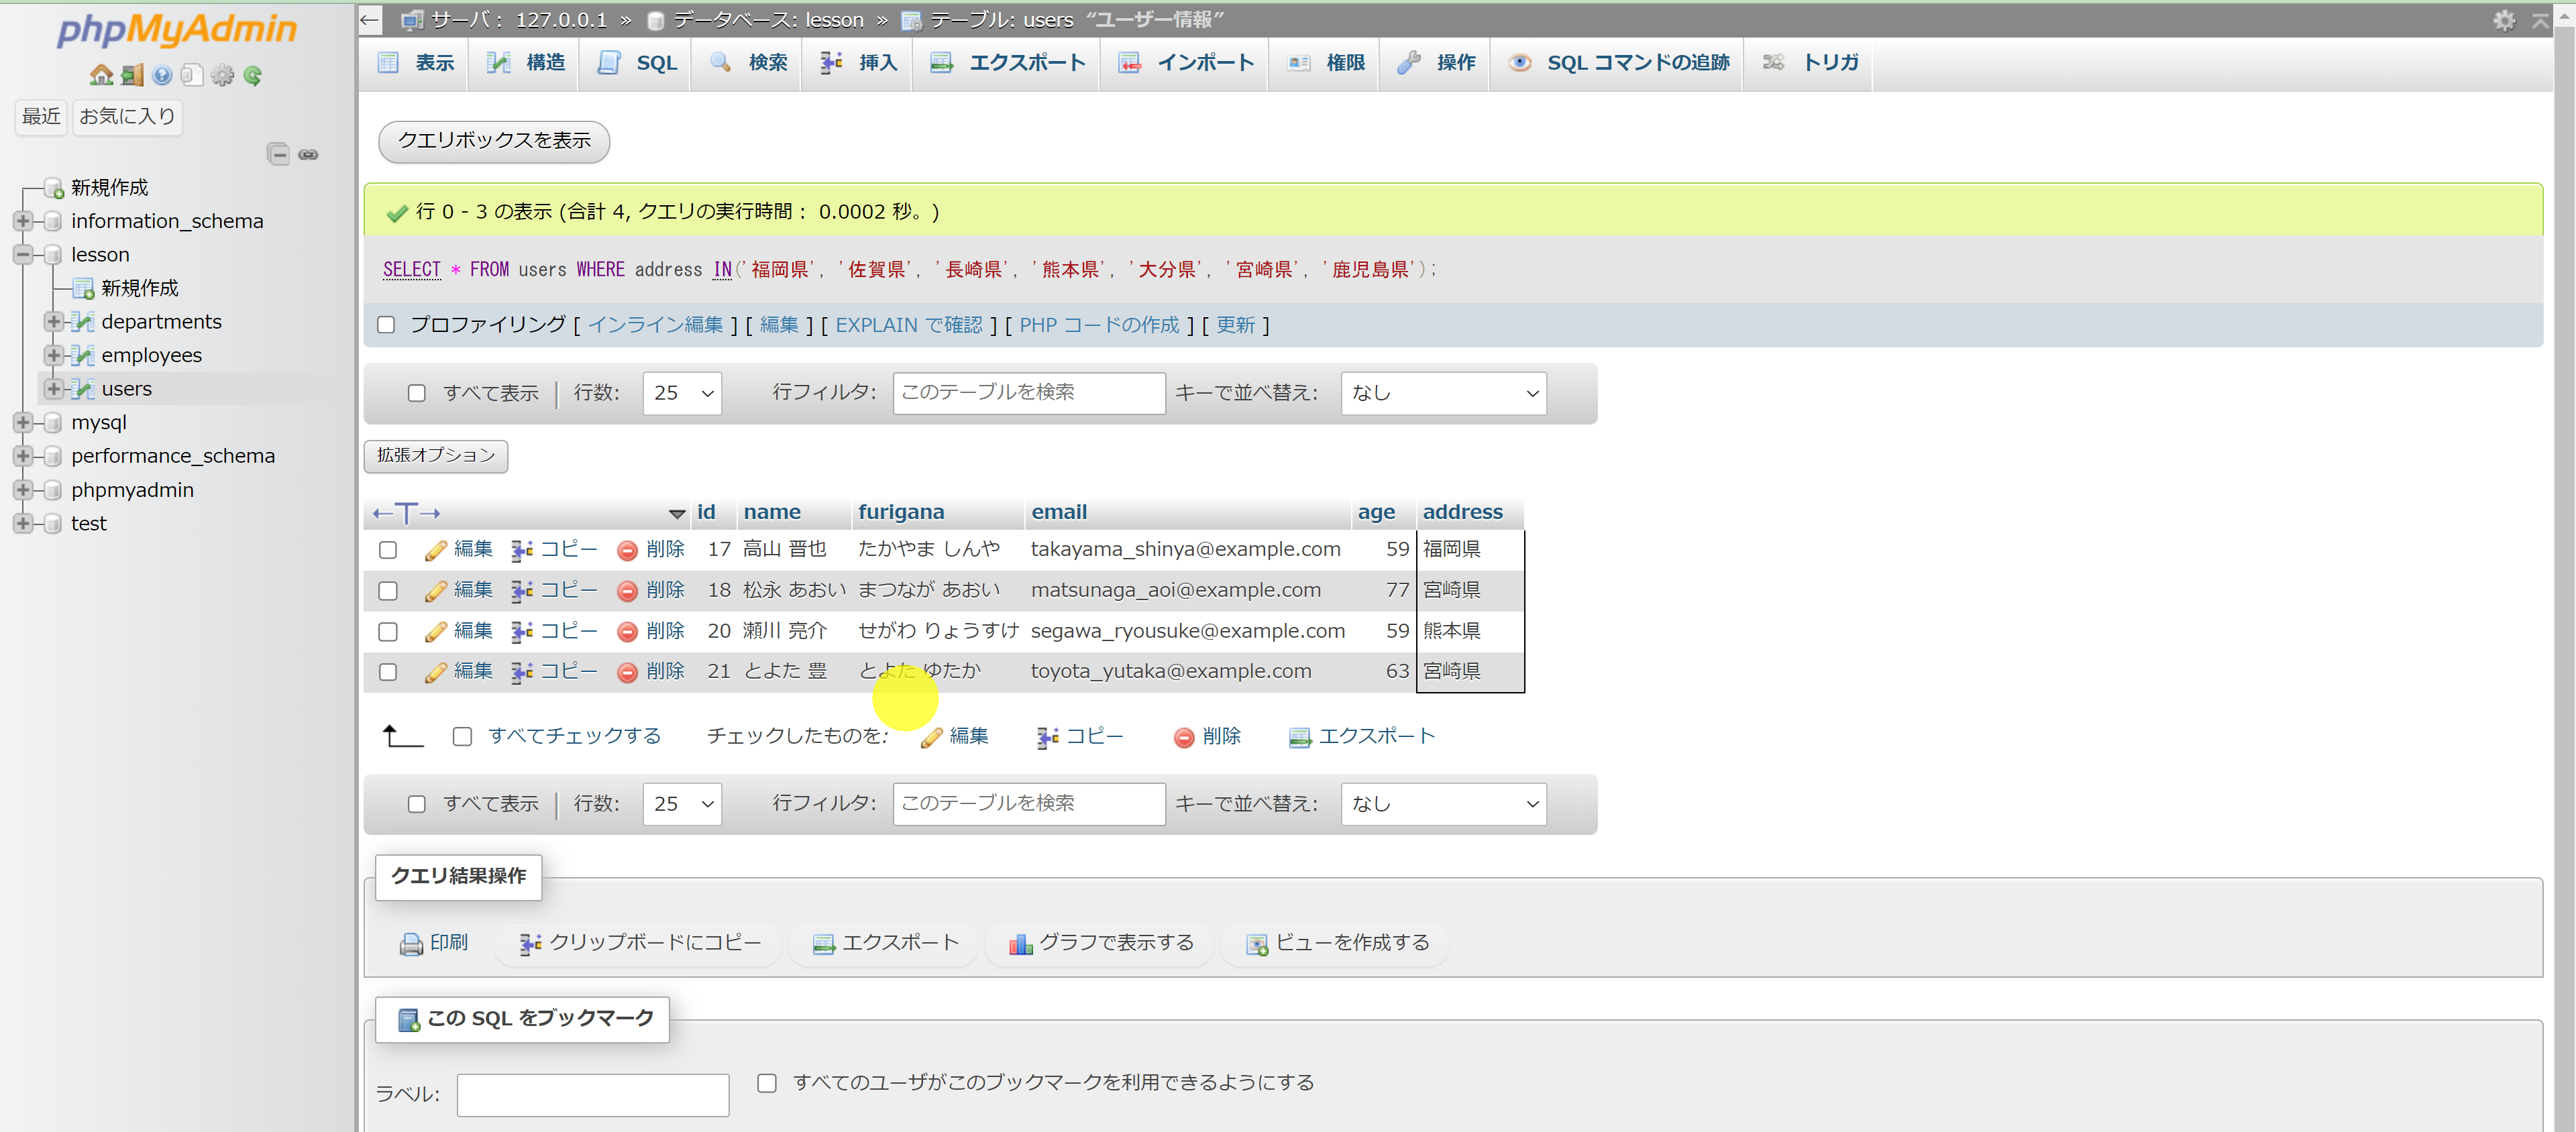 phpMyAdmin
最近 お気に入り
新規作成
information_schema
lesson
新規作成
departments
employees
users
mysql
performance_schema
phpmyadmin
test
サーバ: 127.0.0.1 » データベース: lesson » テーブル: users “ユーザー情報”
表示 構造 SQL 検索 挿入 エクスポート インポート 権限 操作 SQL コマンドの追跡 トリガ
クエリボックスを表示
行 0 - 3 の表示 (合計 4, クエリの実行時間: 0.0002 秒。)
SELECT * FROM users WHERE address IN('福岡県', '佐賀県', '長崎県', '熊本県', '大分県', '宮崎県', '鹿児島県');
プロファイリング [ インライン編集 ] [ 編集 ] [ EXPLAIN で確認 ] [ PHP コードの作成 ] [ 更新 ]
すべて表示 行数: 25 行フィルタ: このテーブルを検索 キーで並べ替え: なし
拡張オプション
←T→ id name furigana email age address
編集 コピー 削除 17 高山 晋也 たかやま しんや takayama_shinya@example.com 59 福岡県
編集 コピー 削除 18 松永 あおい まつなが あおい matsunaga_aoi@example.com 77 宮崎県
編集 コピー 削除 20 瀬川 亮介 せがわ りょうすけ segawa_ryousuke@example.com 59 熊本県
編集 コピー 削除 21 とよた 豊 とよた ゆたか toyota_yutaka@example.com 63 宮崎県
すべてチェックする チェックしたものを: 編集 コピー 削除 エクスポート
すべて表示 行数: 25 行フィルタ: このテーブルを検索 キーで並べ替え: なし
クエリ結果操作
印刷 クリップボードにコピー エクスポート グラフで表示する ビューを作成する
この SQL をブックマーク
ラベル: すべてのユーザがこのブックマークを利用できるようにする